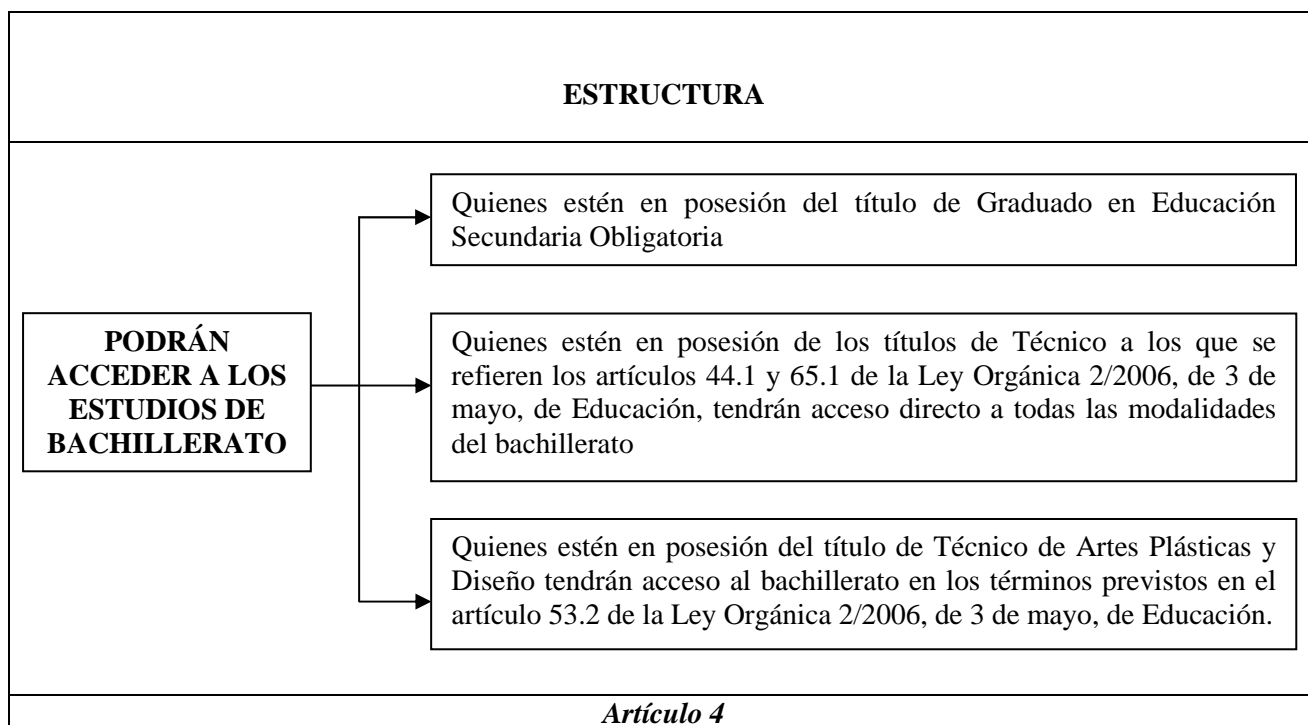 ESTRUCTURA
Quienes estén en posesión del título de Graduado en Educación
Secundaria Obligatoria
PODRÁN
ACCEDER A LOS
ESTUDIOS DE
BACHILLERATO
Quienes estén en posesión de los títulos de Técnico a los que se
refieren los artículos 44.1 y 65.1 de la Ley Orgánica 2/2006, de 3 de
mayo, de Educación, tendrán acceso directo a todas las modalidades
del bachillerato
Quienes estén en posesión del título de Técnico de Artes Plásticas y
Diseño tendrán acceso al bachillerato en los términos previstos en el
artículo 53.2 de la Ley Orgánica 2/2006, de 3 de mayo, de Educación.
Artículo 4